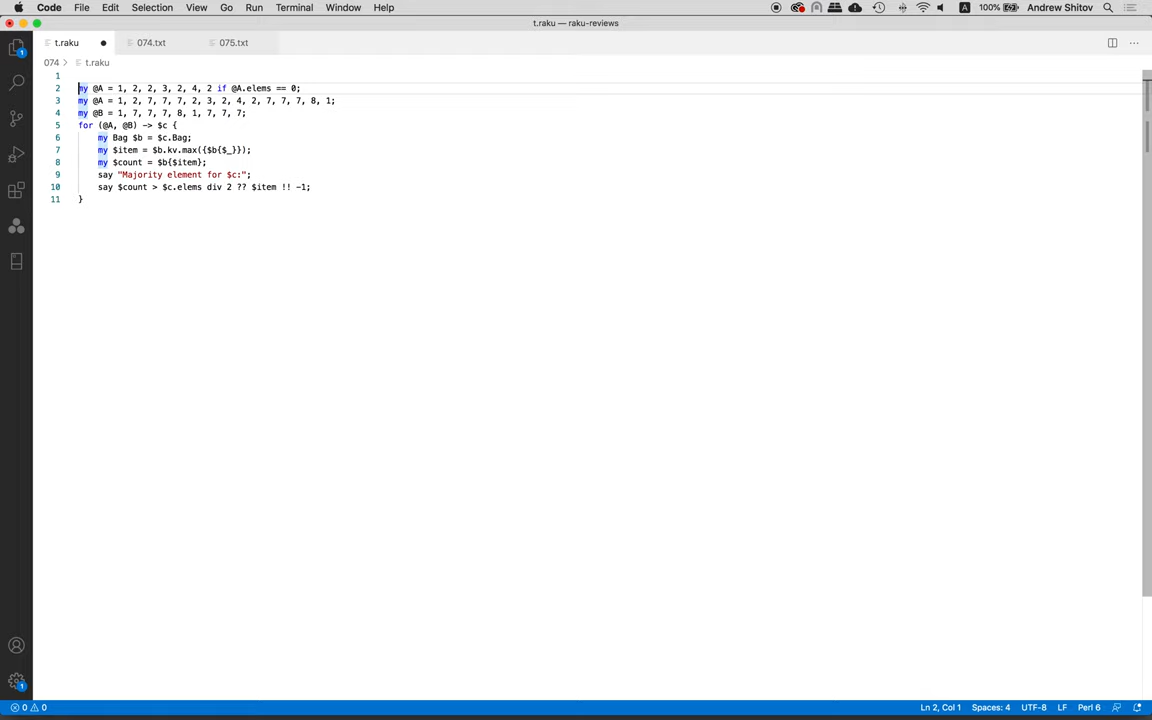 Code File Edit Selection View Go Run Terminal Window Help 100% Andrew Shitov
t.raku — raku-reviews
t.raku 074.txt 075.txt
074 > t.raku
1
2 my @A = 1, 2, 2, 3, 2, 4, 2 if @A.elems == 0;
3 my @A = 1, 2, 7, 7, 7, 2, 3, 2, 4, 2, 7, 7, 7, 8, 1;
4 my @B = 1, 7, 7, 7, 8, 1, 7, 7, 7;
5 for (@A, @B) -> $c {
6 my Bag $b = $c.Bag;
7 my $item = $b.kv.max({$b{$_}});
8 my $count = $b{$item};
9 say "Majority element for $c:";
10 say $count > $c.elems div 2 ?? $item !! -1;
11 }
1
1
0 0 Ln 2, Col 1 Spaces: 4 UTF-8 LF Perl 6